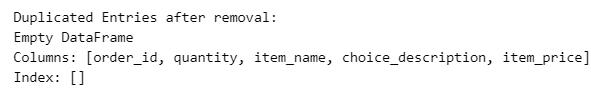 Duplicated Entries after removal:
Empty DataFrame
Columns: [order_id, quantity, item_name, choice_description, item_price]
Index: []